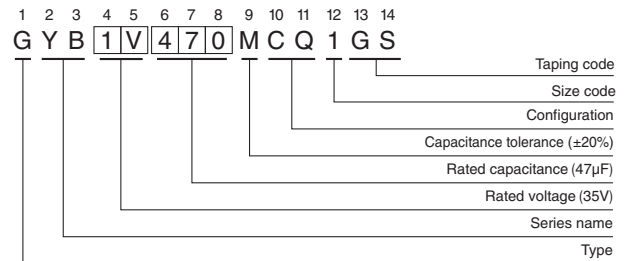 1 2 3 4 5 6 7 8 9 10 11 12 13 14
G Y B 1 V 4 7 0 M C Q 1 G S
Taping code
Size code
Configuration
Capacitance tolerance (±20%)
Rated capacitance (47µF)
Rated voltage (35V)
Series name
Type